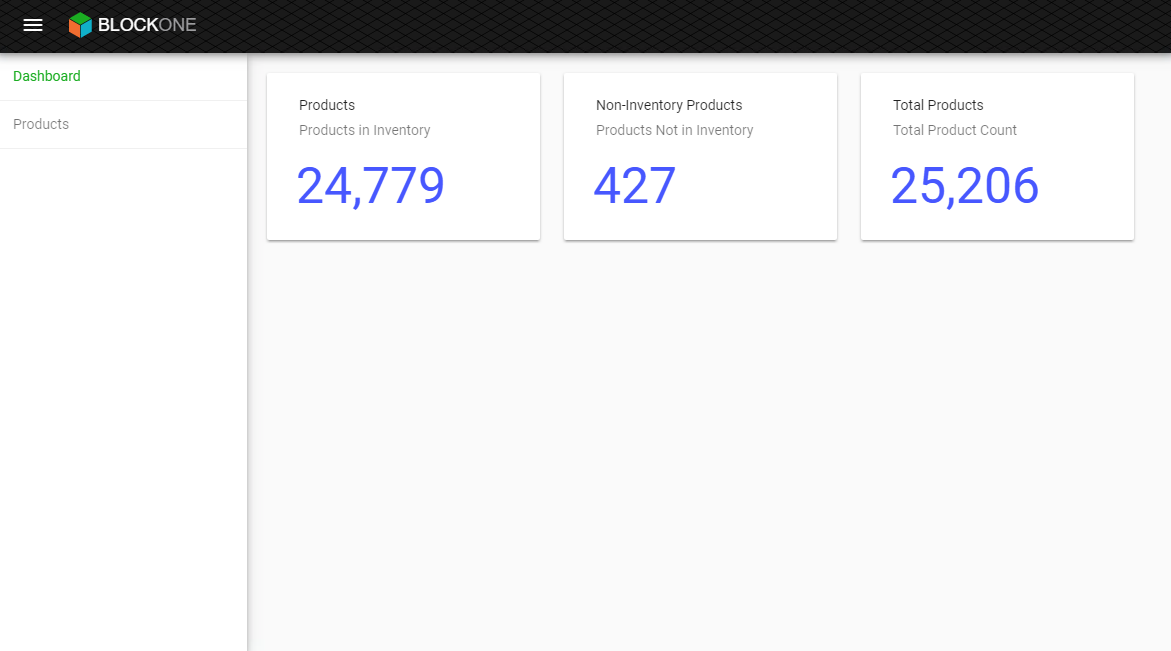 BLOCKONE
Dashboard
Products
Products
Products in Inventory
24,779
Non-Inventory Products
Products Not in Inventory
427
Total Products
Total Product Count
25,206